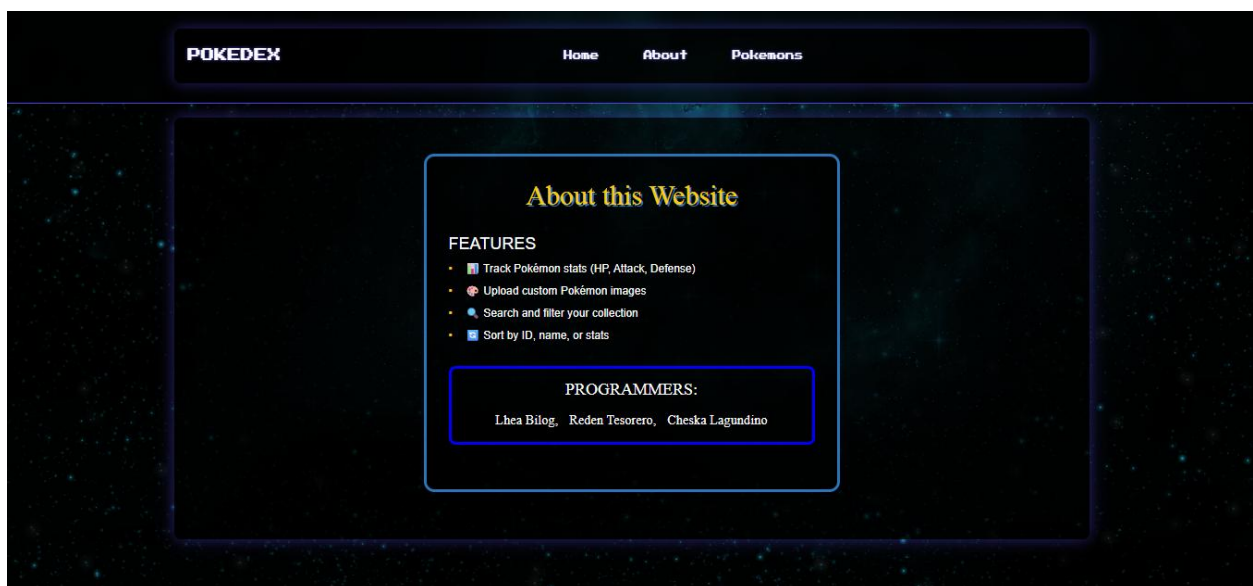 POKEDEX
Home About Pokemons
About this Website
FEATURES
📊 Track Pokémon stats (HP, Attack, Defense)
🎨 Upload custom Pokémon images
🔍 Search and filter your collection
🔃 Sort by ID, name, or stats
PROGRAMMERS:
Lhea Bilog, Reden Tesorero, Cheska Lagundino